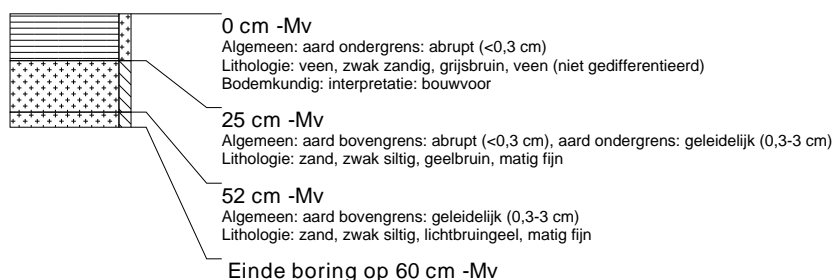 0 cm -Mv
Algemeen: aard ondergrens: abrupt (<0,3 cm)
Lithologie: veen, zwak zandig, grijsbruin, veen (niet gedifferentieerd)
Bodemkundig: interpretatie: bouwvoor
25 cm -Mv
Algemeen: aard bovengrens: abrupt (<0,3 cm), aard ondergrens: geleidelijk (0,3-3 cm)
Lithologie: zand, zwak siltig, geelbruin, matig fijn
52 cm -Mv
Algemeen: aard bovengrens: geleidelijk (0,3-3 cm)
Lithologie: zand, zwak siltig, lichtbruingeel, matig fijn
Einde boring op 60 cm -Mv